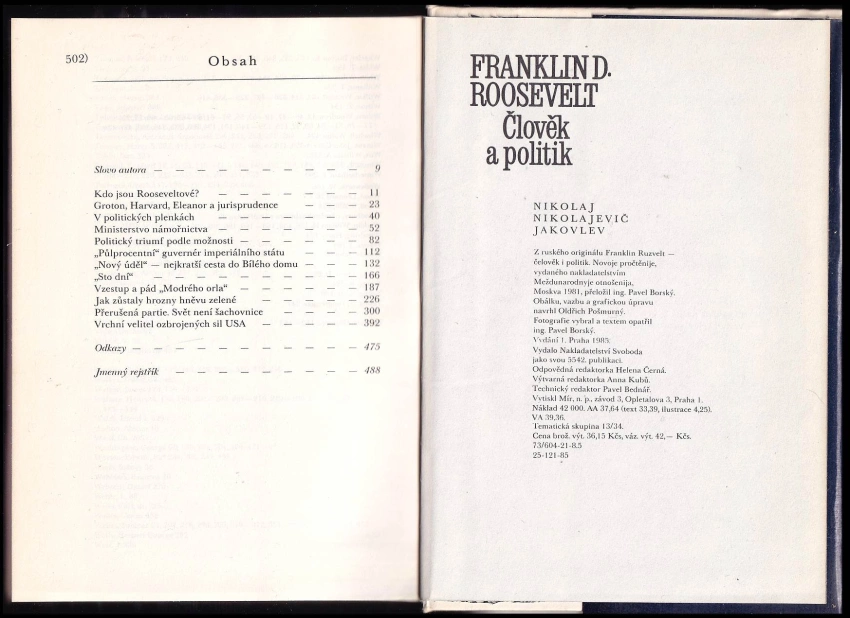 502)
Obsah
Slovo autora — — — — — — — — — 9
Kdo jsou Rooseveltové? — — — — — — — 11
Groton, Harvard, Eleanor a jurisprudence — — — — 23
V politických plenkách — — — — — — — 40
Ministerstvo námořnictva — — — — — — — 52
Politický triumf podle možnosti — — — — — — 82
„Půlprocentní“ guvernér imperiálního státu — — — 112
„Nový úděl“ — nejkratší cesta do Bílého domu — — — 132
„Sto dní“ — — — — — — — — — 166
Vzestup a pád „Modrého orla“ — — — — — — 187
Jak zůstaly hrozny hněvu zelené — — — — — 226
Přerušená partie. Svět není šachovnice — — — — 300
Vrchní velitel ozbrojených sil USA — — — — — 392
Odkazy — — — — — — — — — — 475
Jmenný rejstřík — — — — — — — — 488
FRANKLIN D.
ROOSEVELT
Člověk
a politik
NIKOLAJ
NIKOLAJEVIČ
JAKOVLEV
Z ruského originálu Franklin Ruzvelt —
čelověk i politik. Novoje pročtěnije,
vydaného nakladatelstvím
Meždunarodnyje otnošenija,
Moskva 1981, přeložil ing. Pavel Borský.
Obálku, vazbu a grafickou úpravu
navrhl Oldřich Pošmurný.
Fotografie vybral a textem opatřil
ing. Pavel Borský.
Vydání 1. Praha 1985.
Vydalo Nakladatelství Svoboda
jako svou 5542. publikaci.
Odpovědná redaktorka Helena Černá.
Výtvarná redaktorka Anna Kubů.
Technický redaktor Pavel Bednář.
Vytiskl Mír, n. p., závod 3, Opletalova 3, Praha 1.
Náklad 42 000. AA 37,64 (text 33,39, ilustrace 4,25).
VA 39,36.
Tematická skupina 13/34.
Cena brož. výt. 36,15 Kčs, váz. výt. 42,— Kčs.
73/604-21-8.5
25-121-85